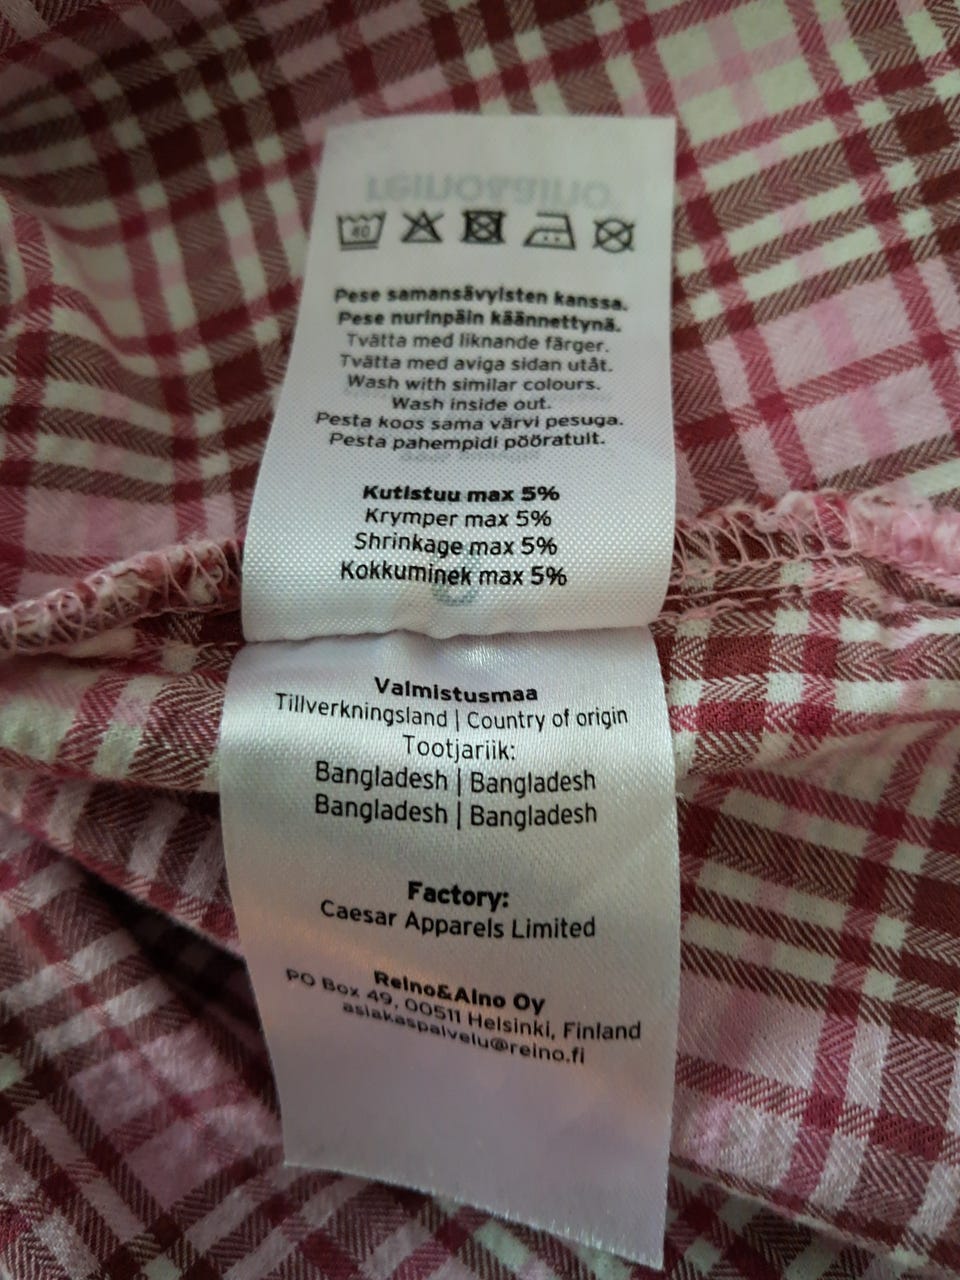 reino&aino
40
Pese samansävyisten kanssa.
Pese nurinpäin käännettynä.
Tvätta med liknande färger.
Tvätta med aviga sidan utåt.
Wash with similar colours.
Wash inside out.
Pesta koos sama värvi pesuga.
Pesta pahempidi pööratult.
Kutistuu max 5%
Krymper max 5%
Shrinkage max 5%
Kokkuminek max 5%
Valmistusmaa
Tillverkningsland | Country of origin
Tootjariik:
Bangladesh | Bangladesh
Bangladesh | Bangladesh
Factory:
Caesar Apparels Limited
Reino&Aino Oy
PO Box 49, 00511 Helsinki, Finland
asiakaspalvelu@reino.fi